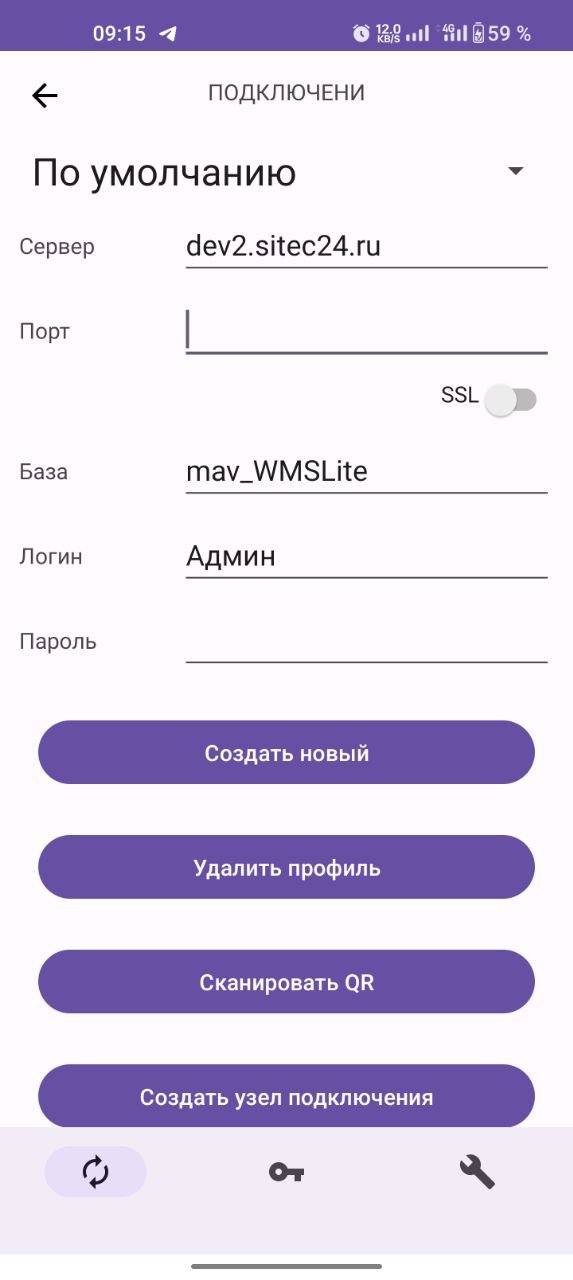 09:15 12.0 KB/S 4G 59 %
ПОДКЛЮЧЕНИ
По умолчанию
Сервер dev2.sitec24.ru
Порт
SSL
База mav_WMSLite
Логин Админ
Пароль
Создать новый
Удалить профиль
Сканировать QR
Создать узел подключения